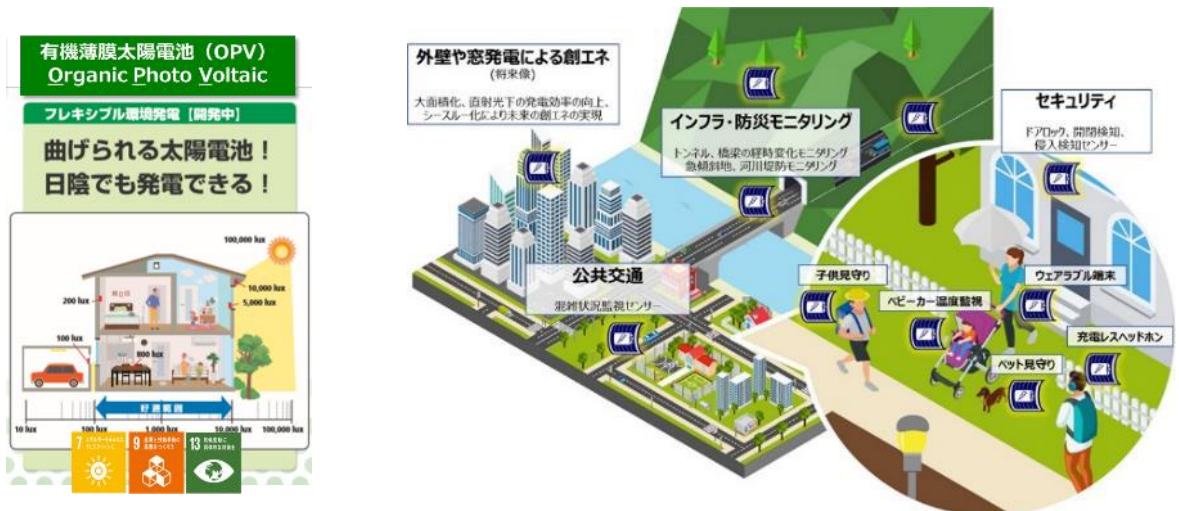 有機薄膜太陽電池（OPV）
Organic Photo Voltaic
フレキシブル環境発電【開発中】
曲げられる太陽電池！
日陰でも発電できる！
100,000 lux
10,000 lux
5,000 lux
200 lux
100 lux
800 lux
好適範囲
10 lux
100 lux
1,000 lux
10,000 lux
100,000 lux
7
9
13
外壁や窓発電による創エネ
(将来像)
大面積化、直射光下の発電効率の向上、
シースルー化により未来の創エネの実現
インフラ・防災モニタリング
トンネル、橋梁の経時変化モニタリング
急傾斜地、河川堤防モニタリング
セキュリティ
ドアロック、開閉検知、
侵入検知センサー
公共交通
混雑状況監視センサー
子供見守り
ベビーカー温度監視
ウェアラブル端末
充電レスヘッドホン
ペット見守り